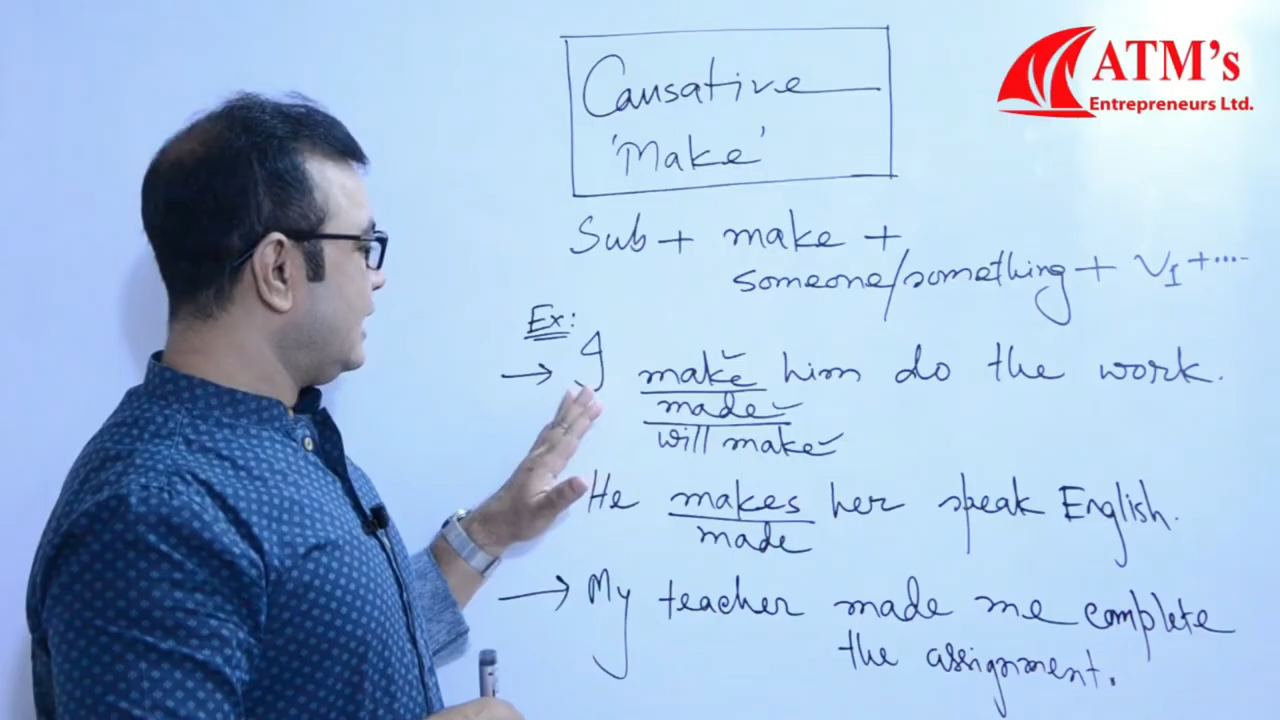 ATM's
Entrepreneurs Ltd.
Causative
'Make'
Sub + make +
someone/something + V1 + ....
Ex:
→ I make him do the work.
made
will make
He makes her speak English.
made
→ My teacher made me complete
the assignment.